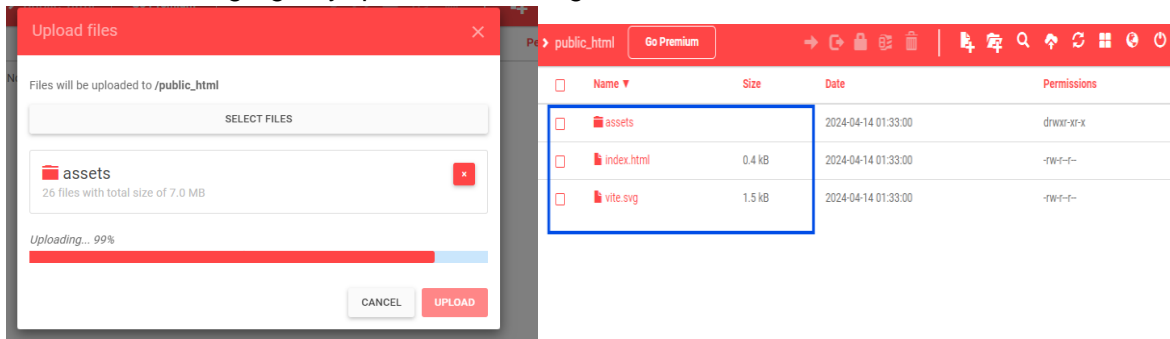 Upload files
Files will be uploaded to /public_html
SELECT FILES
assets
26 files with total size of 7.0 MB
x
Uploading... 99%
CANCEL UPLOAD
public_html Go Premium
Name ▼ Size Date Permissions
assets 2024-04-14 01:33:00 drwxr-xr-x
index.html 0.4 kB 2024-04-14 01:33:00 -rw-r--r--
vite.svg 1.5 kB 2024-04-14 01:33:00 -rw-r--r--